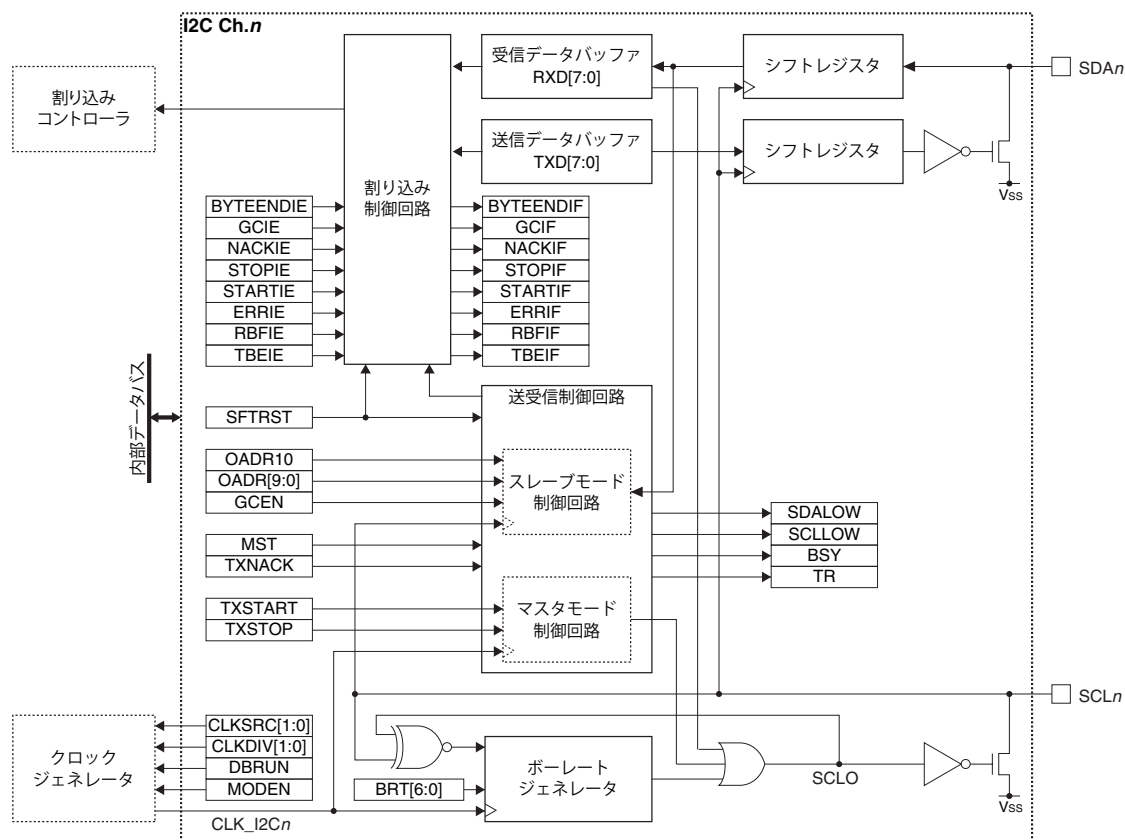 I2C Ch.n
割り込み
コントローラ
割り込み
制御回路
受信データバッファ
RXD[7:0]
シフトレジスタ
SDAn
送信データバッファ
TXD[7:0]
シフトレジスタ
VSS
BYTEENDIE
GCIE
NACKIE
STOPIE
STARTIE
ERRIE
RBFIE
TBEIE
BYTEENDIF
GCIF
NACKIF
STOPIF
STARTIF
ERRIF
RBFIF
TBEIF
内部データバス
SFTRST
送受信制御回路
OADR10
OADR[9:0]
GCEN
スレーブモード
制御回路
MST
TXNACK
SDALOW
SCLLOW
BSY
TR
TXSTART
TXSTOP
マスタモード
制御回路
SCLn
クロック
ジェネレータ
CLKSRC[1:0]
CLKDIV[1:0]
DBRUN
MODEN
CLK_I2Cn
BRT[6:0]
ボーレート
ジェネレータ
SCLO
VSS